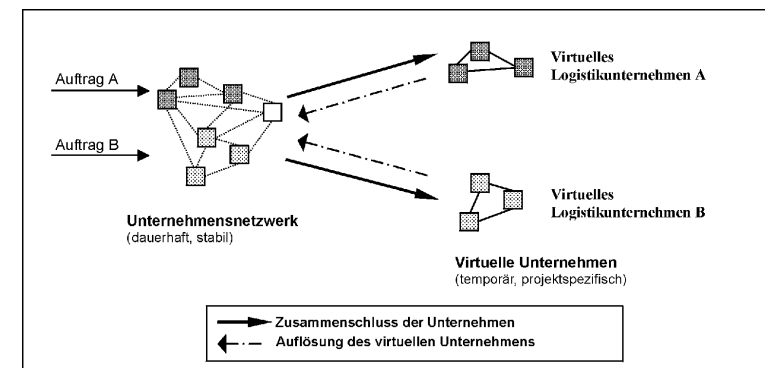 Auftrag A
Auftrag B
Unternehmensnetzwerk
(dauerhaft, stabil)
Virtuelles
Logistikunternehmen A
Virtuelles
Logistikunternehmen B
Virtuelle Unternehmen
(temporär, projektspezifisch)
Zusammenschluss der Unternehmen
Auflösung des virtuellen Unternehmens